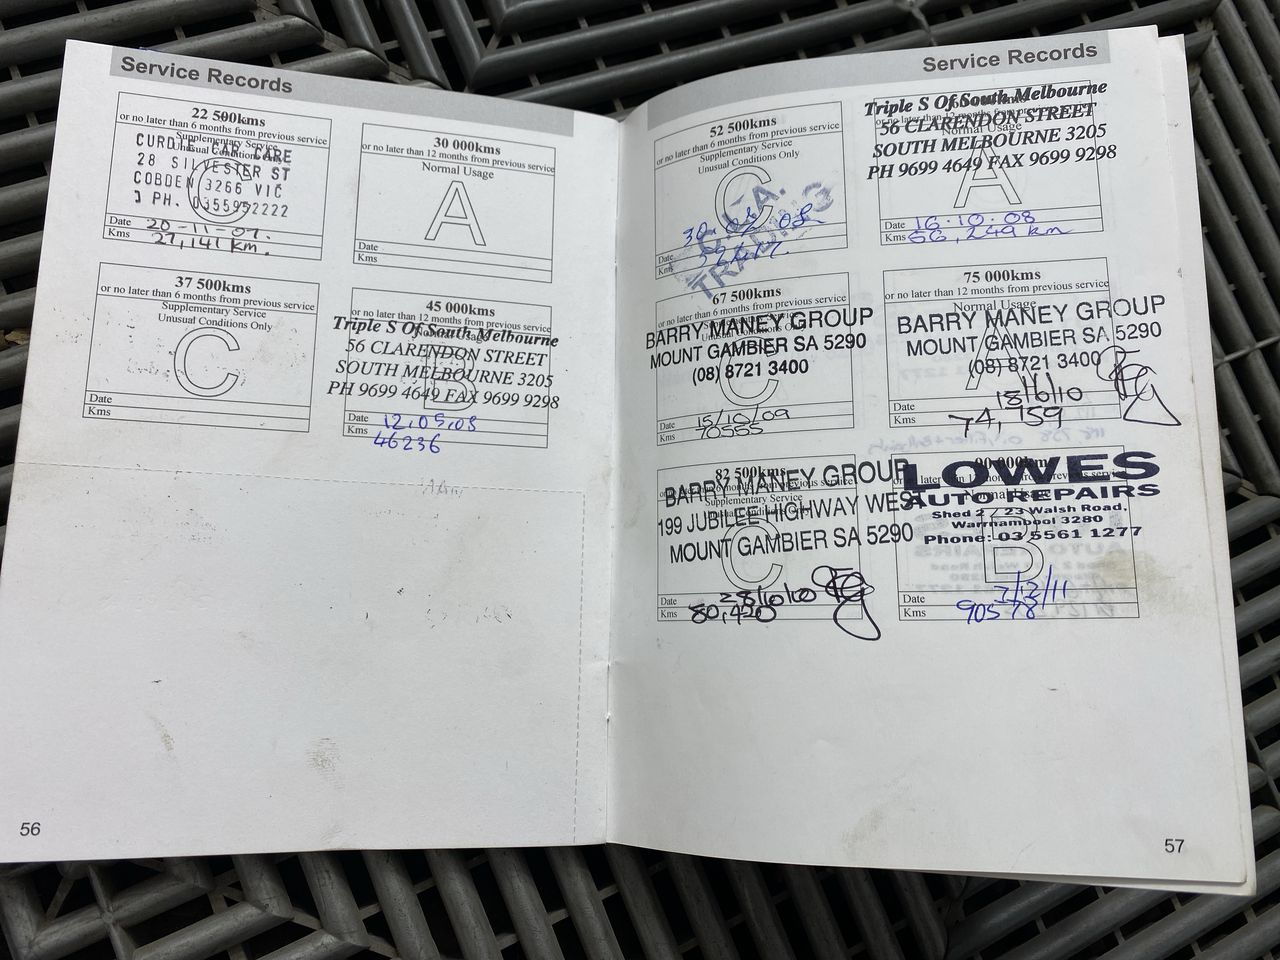 Service Records
22 500kms
or no later than 6 months from previous service
Supplementary Service
Unusual Conditions Only
CURDIE CAR CARE
28 SILVESTER ST
COBDEN 3266 VIC
PH. 0355952222
C
Date 20-11-07.
Kms 27,141 km.
30 000kms
or no later than 12 months from previous service
Normal Usage
A
Date
Kms
37 500kms
or no later than 6 months from previous service
Supplementary Service
Unusual Conditions Only
C
Date
Kms
45 000kms
or no later than 12 months from previous service
Normal Usage
Triple S Of South Melbourne
56 CLARENDON STREET
SOUTH MELBOURNE 3205
PH 9699 4649 FAX 9699 9298
B
Date 12.05.08
Kms 46236
56
Service Records
52 500kms
or no later than 6 months from previous service
Supplementary Service
Unusual Conditions Only
C
Date
Kms
Triple S Of South Melbourne
56 CLARENDON STREET
SOUTH MELBOURNE 3205
PH 9699 4649 FAX 9699 9298
Normal Usage
A
Date 16.10.08
Kms 56,249 km
67 500kms
or no later than 6 months from previous service
BARRY MANEY GROUP
MOUNT GAMBIER SA 5290
(08) 8721 3400
C
Date 15/10/09
Kms 70555
75 000kms
or no later than 12 months from previous service
Normal Usage
BARRY MANEY GROUP
MOUNT GAMBIER SA 5290
(08) 8721 3400
A
Date 18/6/10
Kms 74,759
82 500kms
Supplementary Service
BARRY MANEY GROUP
199 JUBILEE HIGHWAY WEST
MOUNT GAMBIER SA 5290
C
Date 28/10/10
Kms 80,420
90 000kms
LOWES
AUTO REPAIRS
Shed 2 / 23 Walsh Road,
Warrnambool 3280
Phone: 03 5561 1277
B
Date 7/12/11
Kms 90578
57